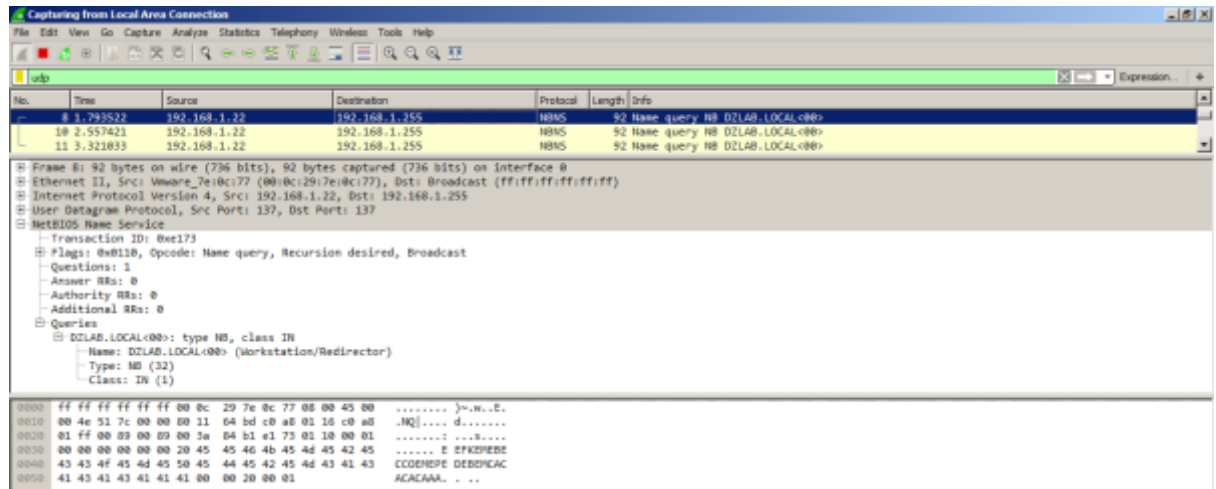 Capturing from Local Area Connection
File Edit View Go Capture Analyze Statistics Telephony Wireless Tools Help
udp Expression... +
No. Time Source Destination Protocol Length Info
8 1.793522 192.168.1.22 192.168.1.255 NBNS 92 Name query NB DZLAB.LOCAL<00>
10 2.557421 192.168.1.22 192.168.1.255 NBNS 92 Name query NB DZLAB.LOCAL<00>
11 3.321033 192.168.1.22 192.168.1.255 NBNS 92 Name query NB DZLAB.LOCAL<00>
Frame 8: 92 bytes on wire (736 bits), 92 bytes captured (736 bits) on interface 0
Ethernet II, Src: Vmware_7e:0c:77 (00:0c:29:7e:0c:77), Dst: Broadcast (ff:ff:ff:ff:ff:ff)
Internet Protocol Version 4, Src: 192.168.1.22, Dst: 192.168.1.255
User Datagram Protocol, Src Port: 137, Dst Port: 137
NetBIOS Name Service
Transaction ID: 0xe173
Flags: 0x0110, Opcode: Name query, Recursion desired, Broadcast
Questions: 1
Answer RRs: 0
Authority RRs: 0
Additional RRs: 0
Queries
DZLAB.LOCAL<00>: type NB, class IN
Name: DZLAB.LOCAL<00> (Workstation/Redirector)
Type: NB (32)
Class: IN (1)
0000 ff ff ff ff ff ff 00 0c 29 7e 0c 77 08 00 45 00 ........ )~.w..E.
0010 00 4e 51 7c 00 00 80 11 64 bd c0 a8 01 16 c0 a8 .NQ|.... d.......
0020 01 ff 00 89 00 89 00 3a 84 b1 e1 73 01 10 00 01 .......: ...s....
0030 00 00 00 00 00 00 20 45 45 46 4b 45 4d 45 42 45 ...... E EFKEMEBE
0040 43 43 4f 45 4d 45 50 45 44 45 42 45 4d 43 41 43 CCOEMEPE DEBEMCAC
0050 41 43 41 43 41 41 41 00 00 20 00 01 ACACAAA. . ..